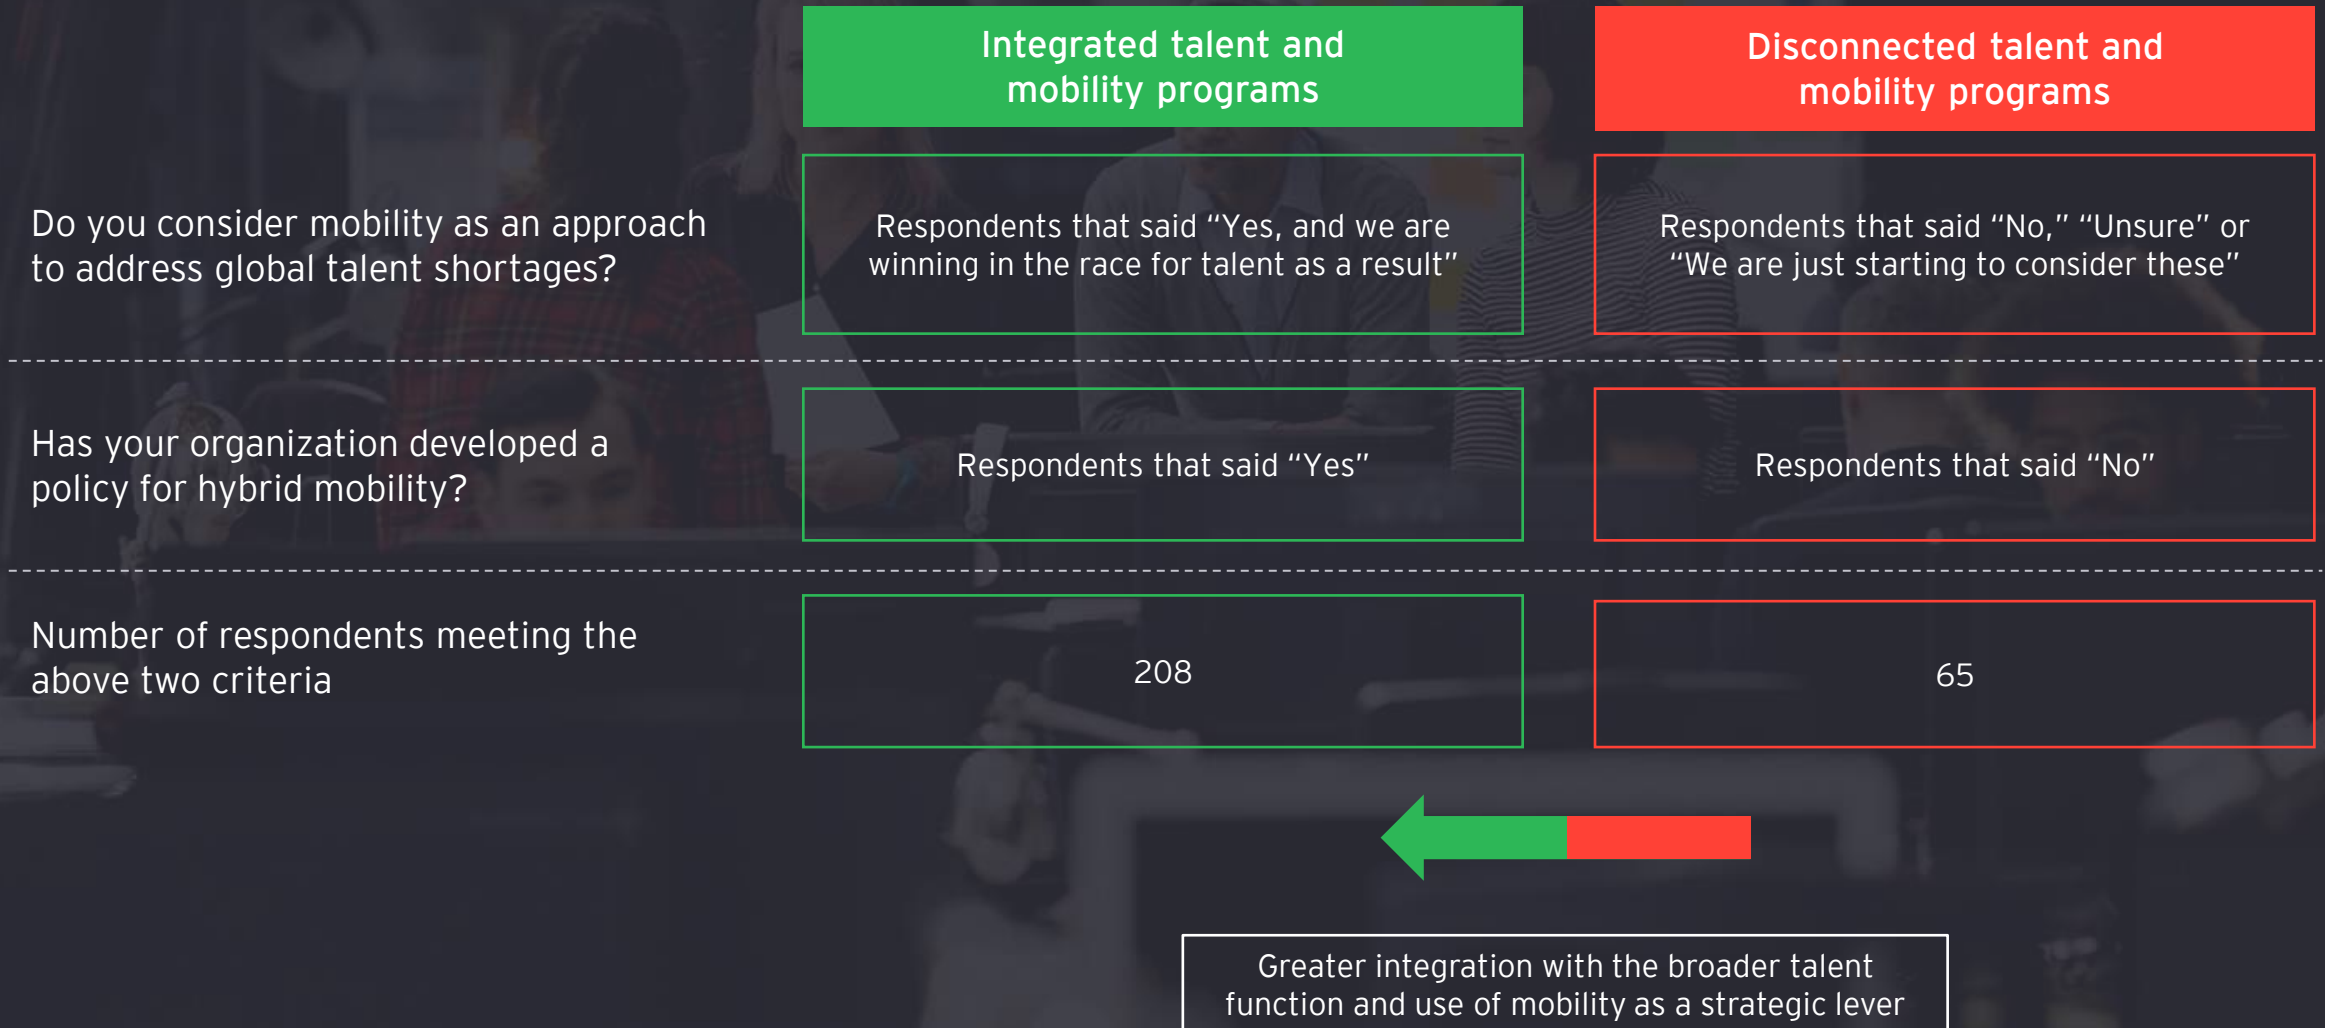 Integrated talent and
mobility programs
Disconnected talent and
mobility programs
Do you consider mobility as an approach
to address global talent shortages?
Respondents that said “Yes, and we are
winning in the race for talent as a result”
Respondents that said “No,” “Unsure” or
“We are just starting to consider these”
Has your organization developed a
policy for hybrid mobility?
Respondents that said “Yes”
Respondents that said “No”
Number of respondents meeting the
above two criteria
208
65
Greater integration with the broader talent
function and use of mobility as a strategic lever